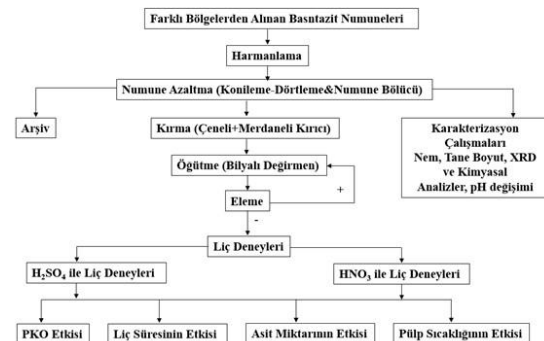 Farklı Bölgelerden Alınan Basıtazit Numuneleri
Harmanlama
Numune Azaltma (Konileme-Dörtleme&Numune Bölücü)
Arşiv
Kırma (Çeneli+Merdaneli Kırıcı)
Karakterizasyon
Çalışmaları
Nem, Tane Boyut, XRD
ve Kimyasal
Analizler, pH değişimi
Öğütme (Bilyalı Değirmen)
+
Eleme
-
Liç Deneyleri
H₂SO₄ ile Liç Deneyleri
HNO₃ ile Liç Deneyleri
PKO Etkisi
Liç Süresinin Etkisi
Asit Miktarının Etkisi
Pülp Sıcaklığının Etkisi